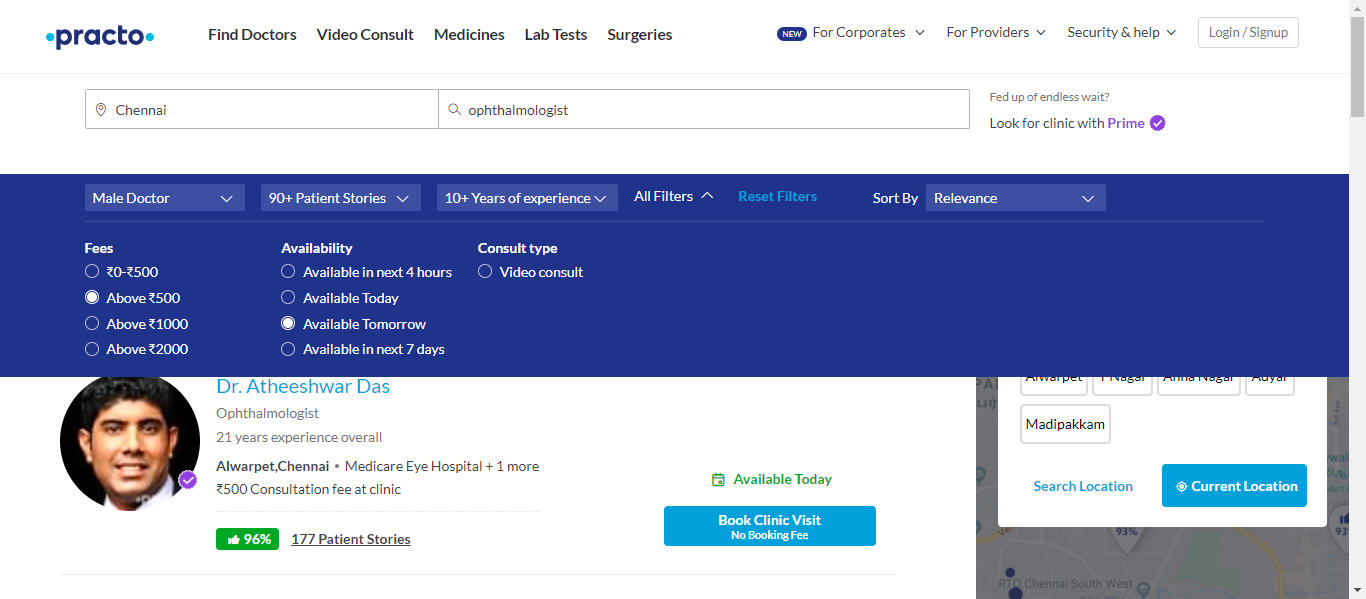 practo
Find Doctors Video Consult Medicines Lab Tests Surgeries
NEW For Corporates For Providers Security & help Login / Signup
Chennai ophthalmologist
Fed up of endless wait?
Look for clinic with Prime
Male Doctor 90+ Patient Stories 10+ Years of experience All Filters Reset Filters Sort By Relevance
Fees Availability Consult type
₹0-₹500 Available in next 4 hours Video consult
Above ₹500 Available Today
Above ₹1000 Available Tomorrow
Above ₹2000 Available in next 7 days
Dr. Atheeshwar Das
Ophthalmologist
21 years experience overall
Alwarpet,Chennai • Medicare Eye Hospital + 1 more
₹500 Consultation fee at clinic
96% 177 Patient Stories
Available Today
Book Clinic Visit
No Booking Fee
Alwarpet T Nagar Anna Nagar Adyar
Madipakkam
Search Location Current Location
93%
RTO Chennai South West